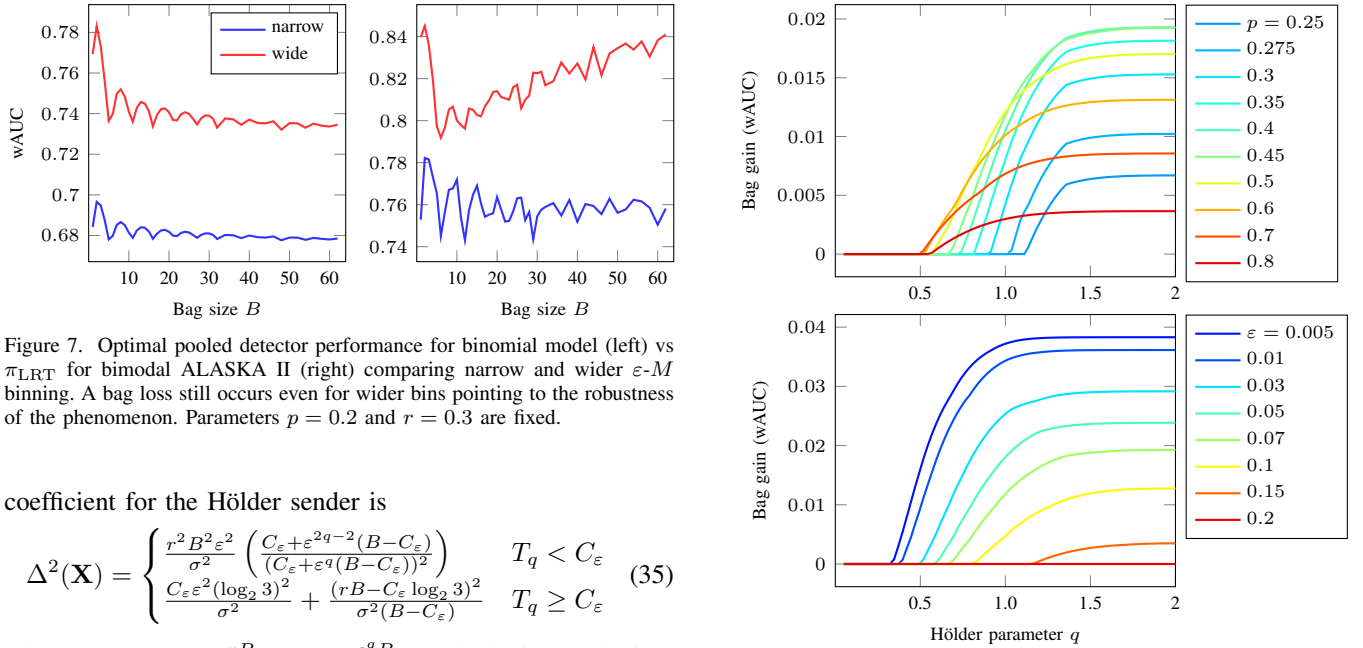 0.78
0.76
0.74
0.72
0.7
0.68
wAUC
10 20 30 40 50 60
Bag size B
narrow
wide
0.84
0.82
0.8
0.78
0.76
0.74
10 20 30 40 50 60
Bag size B
Figure 7. Optimal pooled detector performance for binomial model (left) vs
π_LRT for bimodal ALASKA II (right) comparing narrow and wider ε-M
binning. A bag loss still occurs even for wider bins pointing to the robustness
of the phenomenon. Parameters p = 0.2 and r = 0.3 are fixed.
coefficient for the Hölder sender is
Δ²(X) = { \frac{r²B²ε²}{σ²} ( \frac{C_ε+ε^{2q−2}(B−C_ε)}{(C_ε+ε^q(B−C_ε))²} ) T_q < C_ε
\frac{C_ε ε²(log₂ 3)²}{σ²} + \frac{(rB−C_ε log₂ 3)²}{σ²(B−C_ε)} T_q ≥ C_ε (35)
0.02
0.015
0.01
0.005
0
Bag gain (wAUC)
0.5 1.0 1.5 2
Hölder parameter q
p = 0.25
0.275
0.3
0.35
0.4
0.45
0.5
0.6
0.7
0.8
0.04
0.03
0.02
0.01
0
Bag gain (wAUC)
0.5 1.0 1.5 2
Hölder parameter q
ε = 0.005
0.01
0.03
0.05
0.07
0.1
0.15
0.2